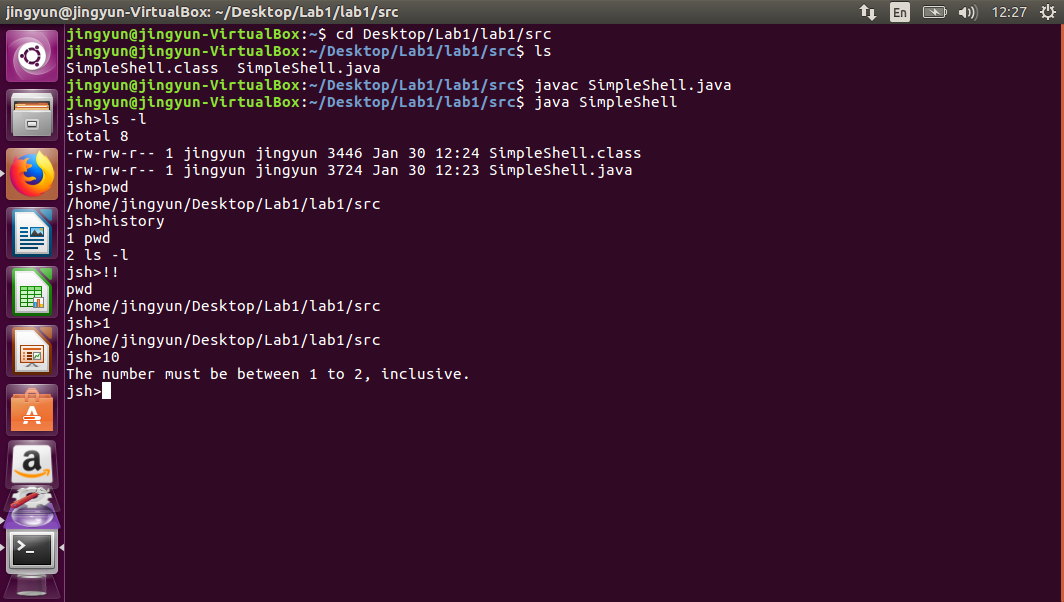 jingyun@jingyun-VirtualBox: ~/Desktop/Lab1/lab1/src
En
12:27
jingyun@jingyun-VirtualBox:~$ cd Desktop/Lab1/lab1/src
jingyun@jingyun-VirtualBox:~/Desktop/Lab1/lab1/src$ ls
SimpleShell.class  SimpleShell.java
jingyun@jingyun-VirtualBox:~/Desktop/Lab1/lab1/src$ javac SimpleShell.java
jingyun@jingyun-VirtualBox:~/Desktop/Lab1/lab1/src$ java SimpleShell
jsh>ls -l
total 8
-rw-rw-r-- 1 jingyun jingyun 3446 Jan 30 12:24 SimpleShell.class
-rw-rw-r-- 1 jingyun jingyun 3724 Jan 30 12:23 SimpleShell.java
jsh>pwd
/home/jingyun/Desktop/Lab1/lab1/src
jsh>history
1 pwd
2 ls -l
jsh>!!
pwd
/home/jingyun/Desktop/Lab1/lab1/src
jsh>1
/home/jingyun/Desktop/Lab1/lab1/src
jsh>10
The number must be between 1 to 2, inclusive.
jsh>